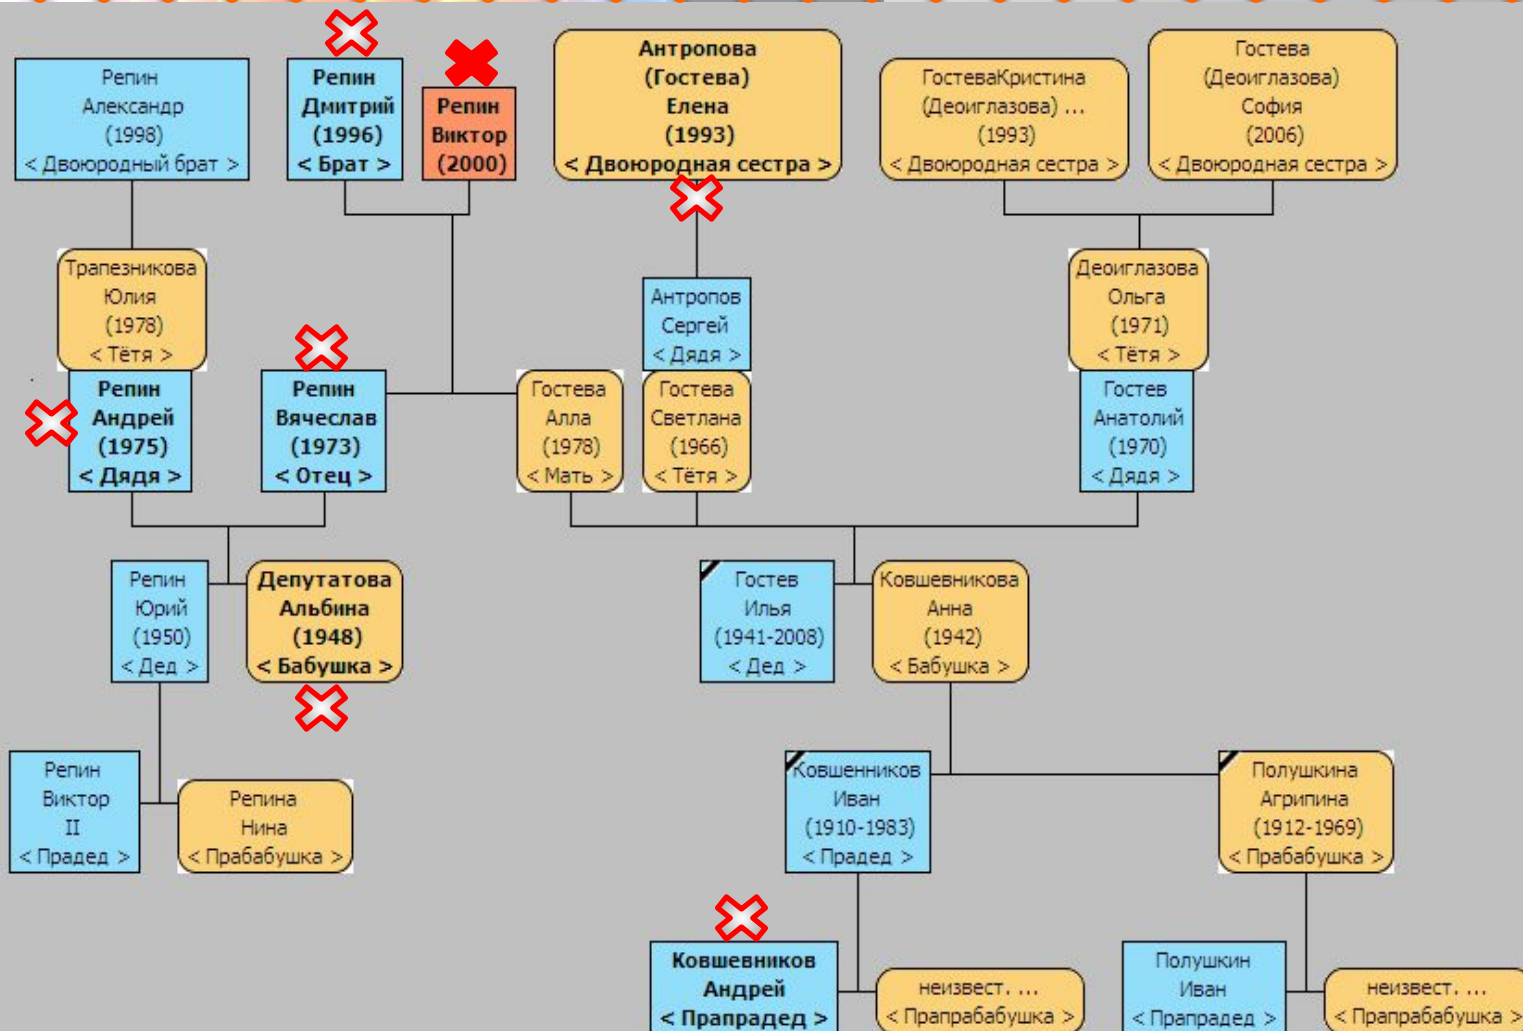 Репин
Александр
(1998)
< Двоюродный брат >
Репин
Дмитрий
(1996)
< Брат >
Репин
Виктор
(2000)
Антропова
(Гостева)
Елена
(1993)
< Двоюродная сестра >
ГостеваКристина
(Деоиглазова) ...
(1993)
< Двоюродная сестра >
Гостева
(Деоиглазова)
София
(2006)
< Двоюродная сестра >
Трапезникова
Юлия
(1978)
< Тётя >
Антропов
Сергей
< Дядя >
Деоиглазова
Ольга
(1971)
< Тётя >
Репин
Андрей
(1975)
< Дядя >
Репин
Вячеслав
(1973)
< Отец >
Гостева
Алла
(1978)
< Мать >
Гостева
Светлана
(1966)
< Тётя >
Гостев
Анатолий
(1970)
< Дядя >
Репин
Юрий
(1950)
< Дед >
Депутатова
Альбина
(1948)
< Бабушка >
Гостев
Илья
(1941-2008)
< Дед >
Ковшевникова
Анна
(1942)
< Бабушка >
Репин
Виктор
II
< Прадед >
Репина
Нина
< Прабабушка >
Ковшенников
Иван
(1910-1983)
< Прадед >
Полушкина
Агрипина
(1912-1969)
< Прабабушка >
Ковшевников
Андрей
< Прапрадед >
неизвест. ...
< Прапрабабушка >
Полушкин
Иван
< Прапрадед >
неизвест. ...
< Прапрабабушка >